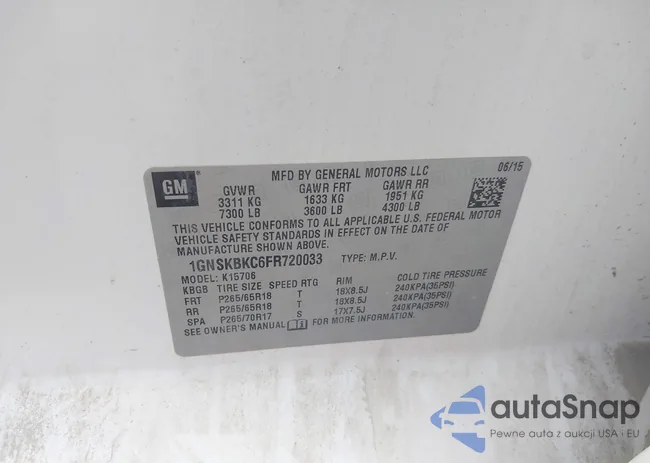 GM
MFD BY GENERAL MOTORS LLC 06/15
GVWR GAWR FRT GAWR RR
3311 KG 1633 KG 1951 KG
7300 LB 3600 LB 4300 LB
THIS VEHICLE CONFORMS TO ALL APPLICABLE U.S. FEDERAL MOTOR
VEHICLE SAFETY STANDARDS IN EFFECT ON THE DATE OF
MANUFACTURE SHOWN ABOVE.
1GNSKBKC6FR720033 TYPE: M.P.V.
MODEL: K15706
KBGB TIRE SIZE SPEED RTG RIM COLD TIRE PRESSURE
FRT P265/65R18 T 18X8.5J 240KPA(35PSI)
RR P265/65R18 T 18X8.5J 240KPA(35PSI)
SPA P265/70R17 S 17X7.5J 240KPA(35PSI)
SEE OWNER'S MANUAL FOR MORE INFORMATION.
autaSnap
Pewne auta z aukcji USA - EU